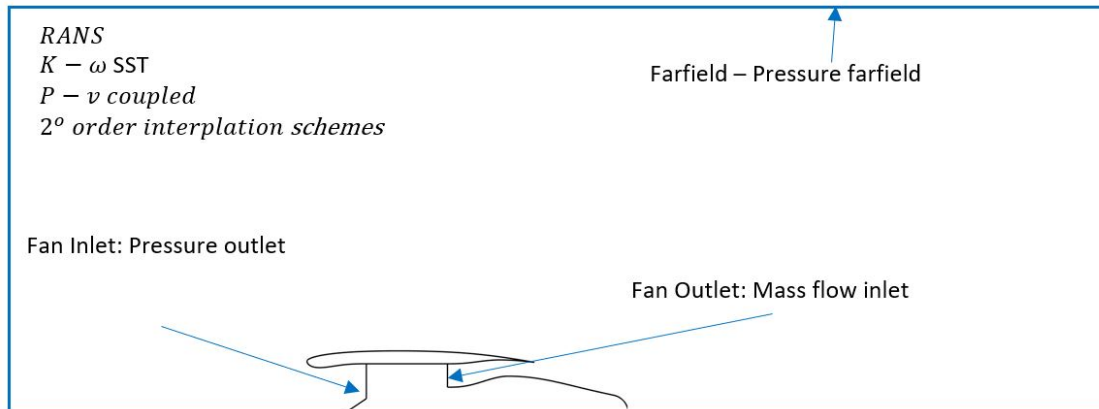 RANS
K − ω SST
P − v coupled
2º order interplation schemes
Farfield – Pressure farfield
Fan Inlet: Pressure outlet
Fan Outlet: Mass flow inlet